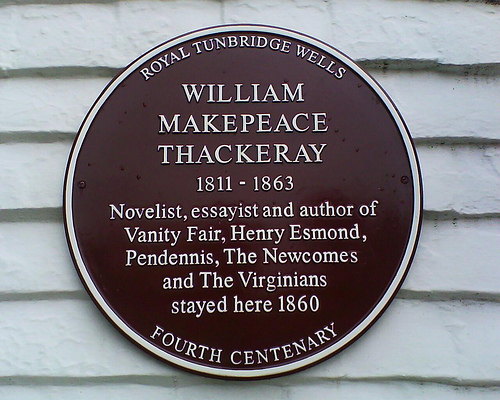 ROYAL TUNBRIDGE WELLS
WILLIAM
MAKEPEACE
THACKERAY
1811 - 1863
Novelist, essayist and author of
Vanity Fair, Henry Esmond,
Pendennis, The Newcomes
and The Virginians
stayed here 1860
FOURTH CENTENARY